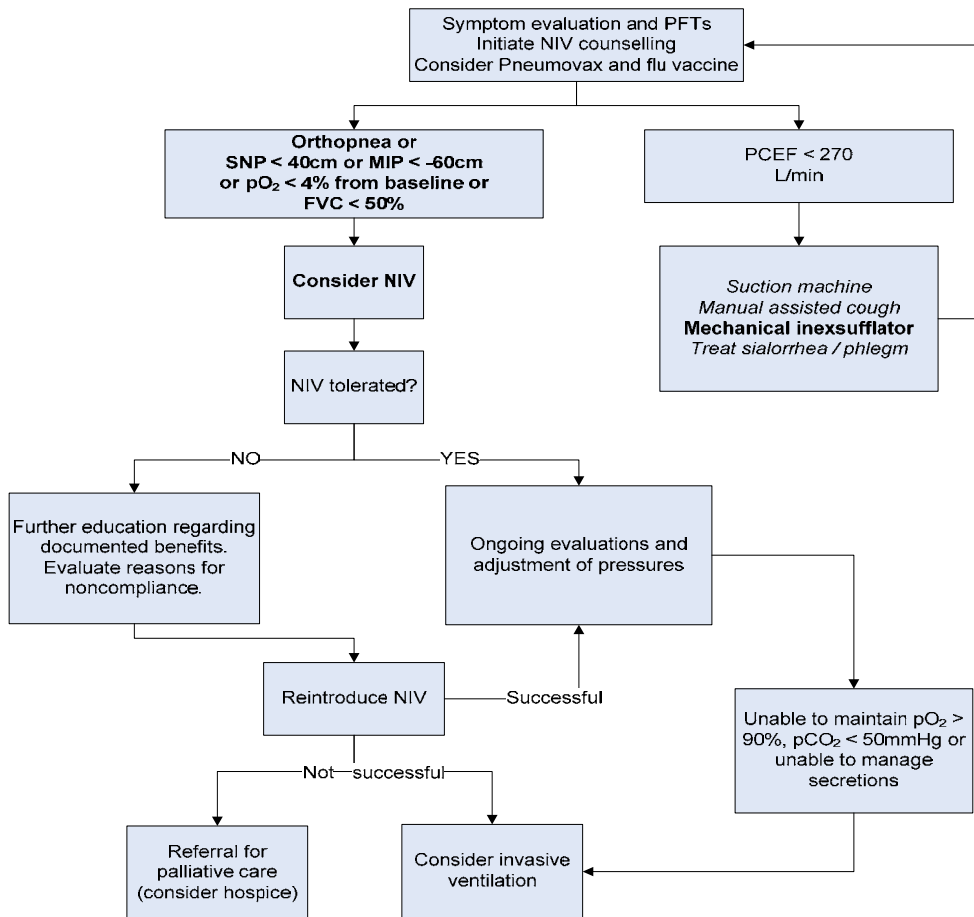 Symptom evaluation and PFTs
Initiate NIV counselling
Consider Pneumovax and flu vaccine
Orthopnea or
SNP < 40cm or MIP < -60cm
or pO₂ < 4% from baseline or
FVC < 50%
PCEF < 270
L/min
Consider NIV
Suction machine
Manual assisted cough
Mechanical inexsufflator
Treat sialorrhea / phlegm
NIV tolerated?
NO
YES
Further education regarding
documented benefits.
Evaluate reasons for
noncompliance.
Ongoing evaluations and
adjustment of pressures
Reintroduce NIV
Successful
Unable to maintain pO₂ >
90%, pCO₂ < 50mmHg or
unable to manage
secretions
Not successful
Referral for
palliative care
(consider hospice)
Consider invasive
ventilation